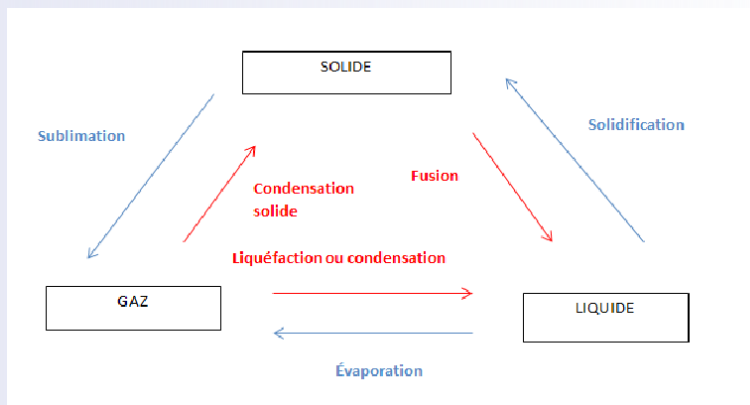 SOLIDE
Solidification
Sublimation
Fusion
Condensation
solide
Liquéfaction ou condensation
GAZ
LIQUIDE
Évaporation